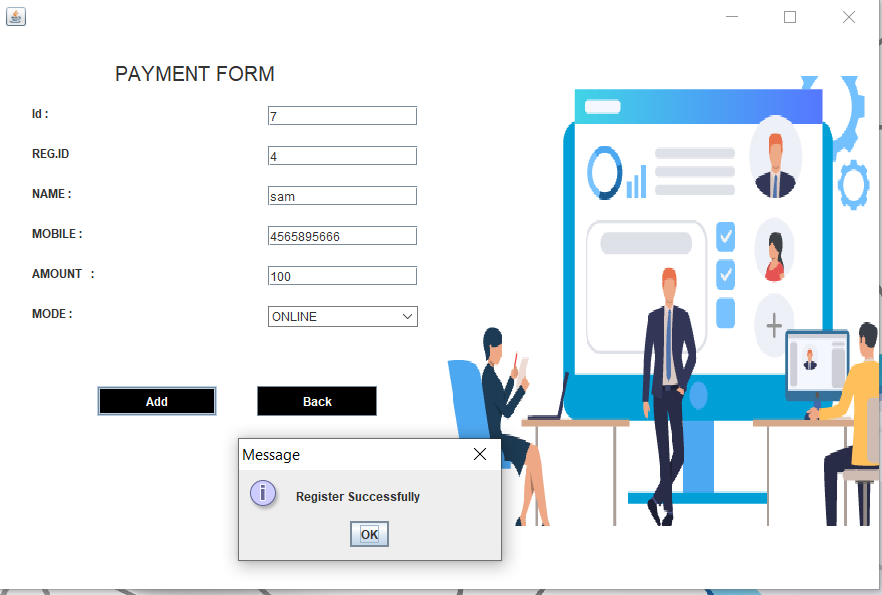 PAYMENT FORM
Id :
7
REG.ID
4
NAME :
sam
MOBILE :
4565895666
AMOUNT :
100
MODE :
ONLINE
Add
Back
Message
Register Successfully
OK